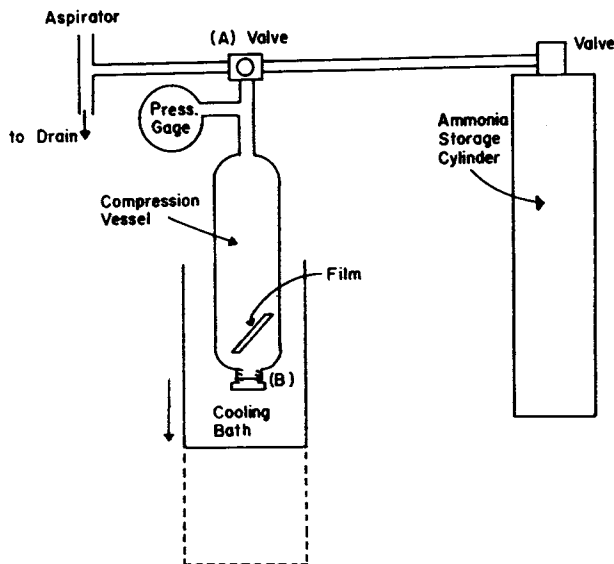 Aspirator
(A) Valve
Valve
Press.
Gage
to Drain
Ammonia
Storage
Cylinder
Compression
Vessel
Film
(B)
Cooling
Bath